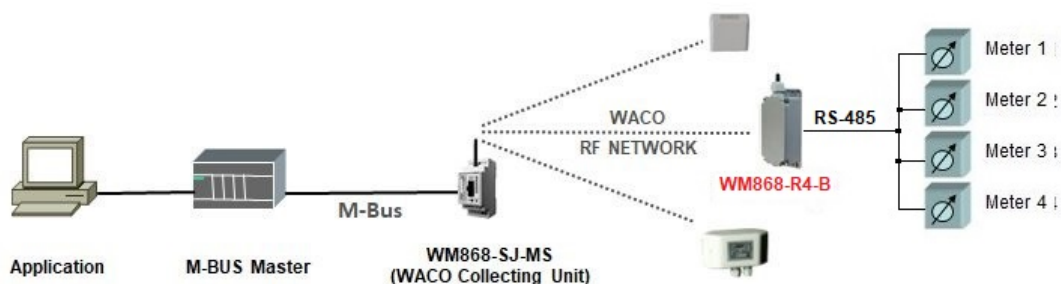 Meter 1
WACO
RS-485
Meter 2
RF NETWORK
Meter 3
WM868-R4-B
M-Bus
Meter 4
Application
M-BUS Master
WM868-SJ-MS
(WACO Collecting Unit)